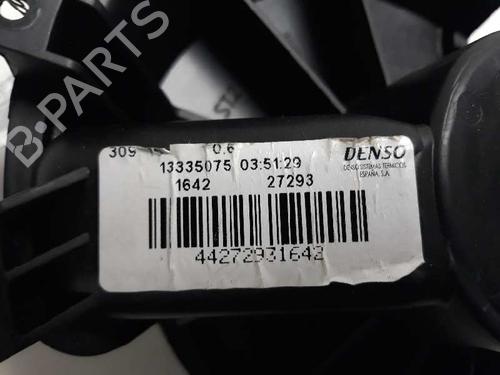 309 0.6
13335075 03:51:29 DENSO
1642 27293 DENSO SISTEMAS TERMICOS
ESPAÑA, S.A.
44272931642
B-PARTS